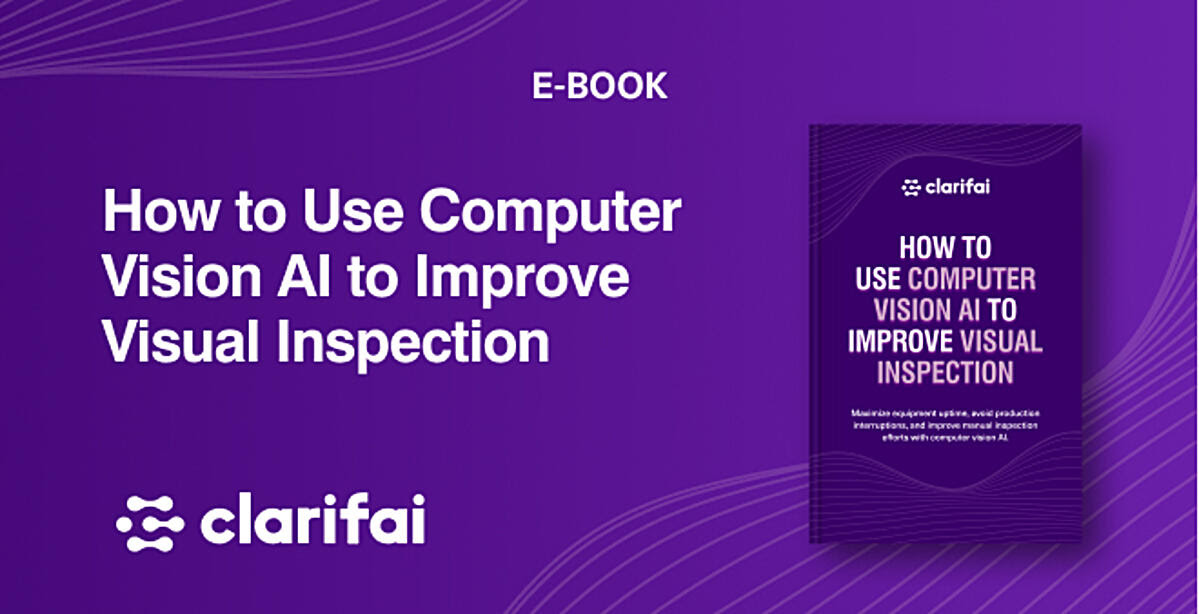 E-BOOK
How to Use Computer
Vision AI to Improve
Visual Inspection
clarifai
clarifai
HOW TO
USE COMPUTER
VISION AI TO
IMPROVE VISUAL
INSPECTION
Maximize equipment uptime, avoid production
interruptions, and improve manual inspection
efforts with computer vision AI.